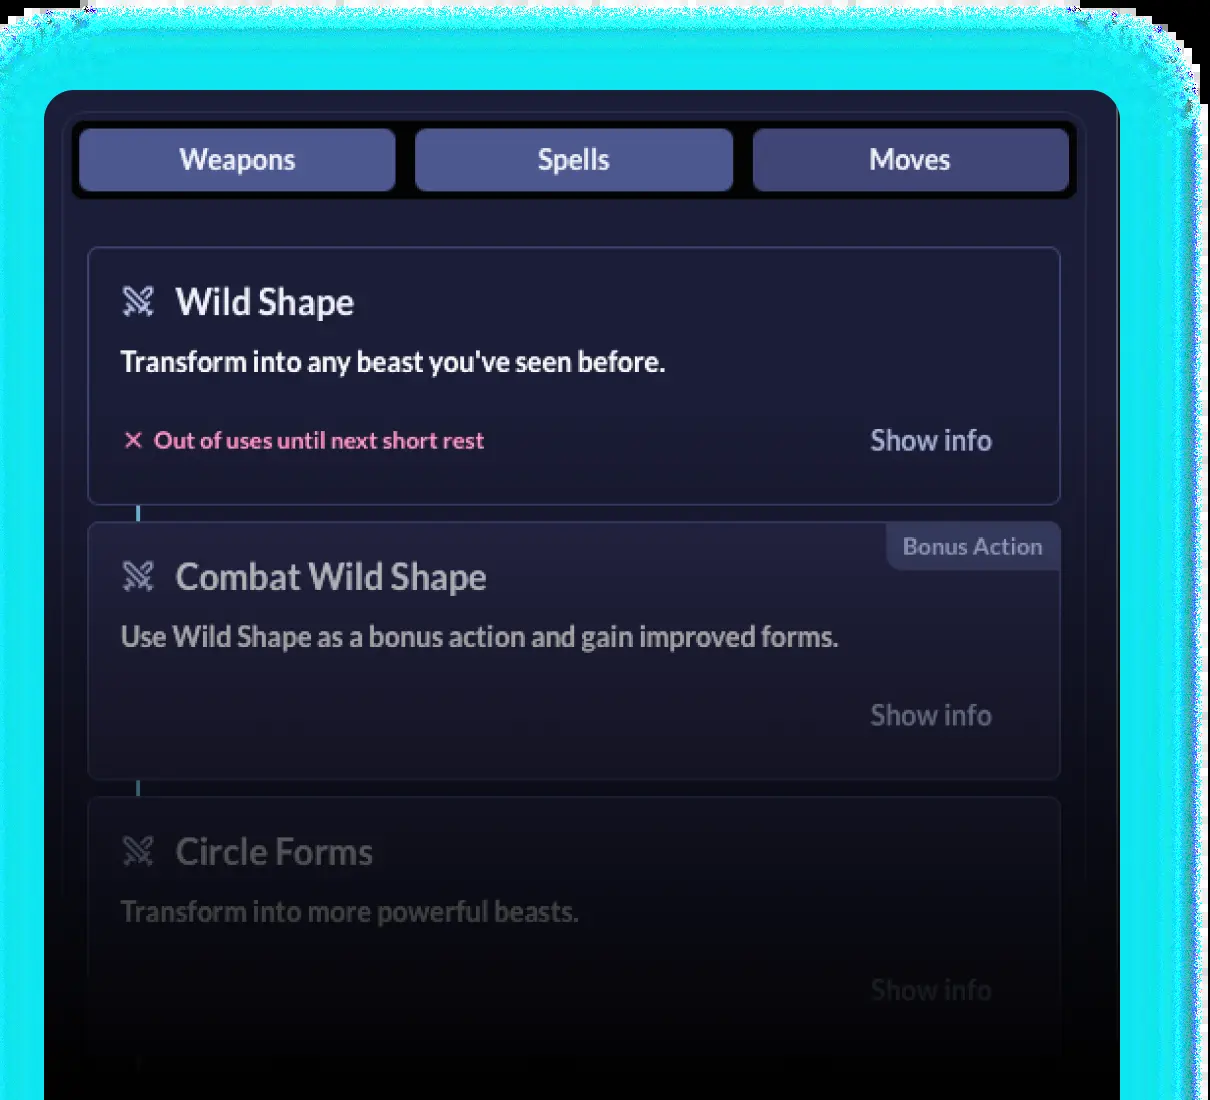 Weapons Spells Moves
Wild Shape
Transform into any beast you've seen before.
Out of uses until next short rest Show info
Bonus Action
Combat Wild Shape
Use Wild Shape as a bonus action and gain improved forms.
Show info
Circle Forms
Transform into more powerful beasts.
Show info